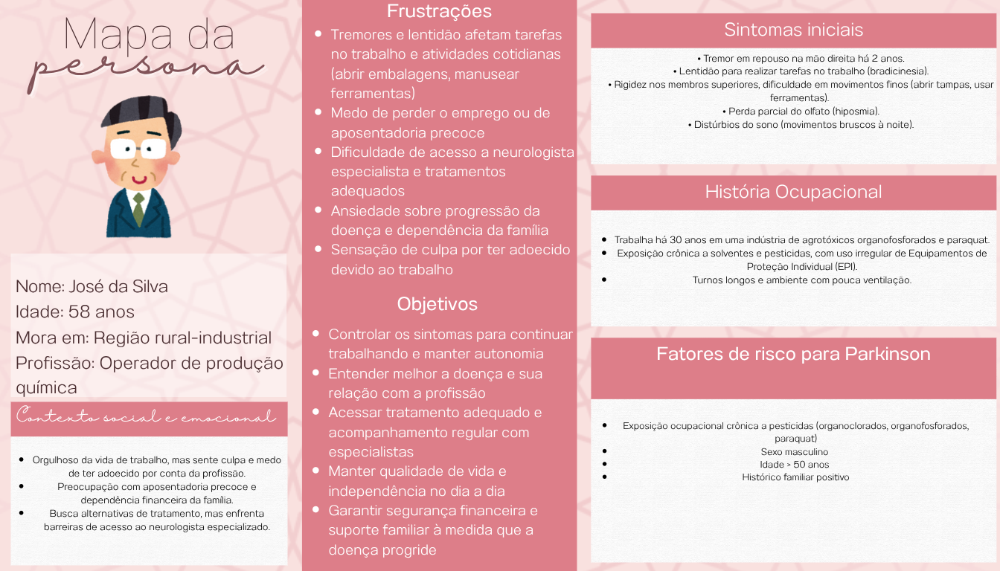 Mapa da
persona
Nome: José da Silva
Idade: 58 anos
Mora em: Região rural-industrial
Profissão: Operador de produção
química
Contexto social e emocional
• Orgulhoso da vida de trabalho, mas sente culpa e medo
de ter adoecido por conta da profissão.
• Preocupação com aposentadoria precoce e
dependência financeira da família.
• Busca alternativas de tratamento, mas enfrenta
barreiras de acesso ao neurologista especializado.
Frustrações
• Tremores e lentidão afetam tarefas
no trabalho e atividades cotidianas
(abrir embalagens, manusear
ferramentas)
• Medo de perder o emprego ou de
aposentadoria precoce
• Dificuldade de acesso a neurologista
especialista e tratamentos
adequados
• Ansiedade sobre progressão da
doença e dependência da família
• Sensação de culpa por ter adoecido
devido ao trabalho
Objetivos
• Controlar os sintomas para continuar
trabalhando e manter autonomia
• Entender melhor a doença e sua
relação com a profissão
• Acessar tratamento adequado e
acompanhamento regular com
especialistas
• Manter qualidade de vida e
independência no dia a dia
• Garantir segurança financeira e
suporte familiar à medida que a
doença progride
Sintomas iniciais
• Tremor em repouso na mão direita há 2 anos.
• Lentidão para realizar tarefas no trabalho (bradicinesia).
• Rigidez nos membros superiores, dificuldade em movimentos finos (abrir tampas, usar
ferramentas).
• Perda parcial do olfato (hiposmia).
• Distúrbios do sono (movimentos bruscos à noite).
História Ocupacional
• Trabalha há 30 anos em uma indústria de agrotóxicos organofosforados e paraquat.
• Exposição crônica a solventes e pesticidas, com uso irregular de Equipamentos de
Proteção Individual (EPI).
• Turnos longos e ambiente com pouca ventilação.
Fatores de risco para Parkinson
• Exposição ocupacional crônica a pesticidas (organoclorados, organofosforados,
paraquat)
• Sexo masculino
• Idade > 50 anos
• Histórico familiar positivo